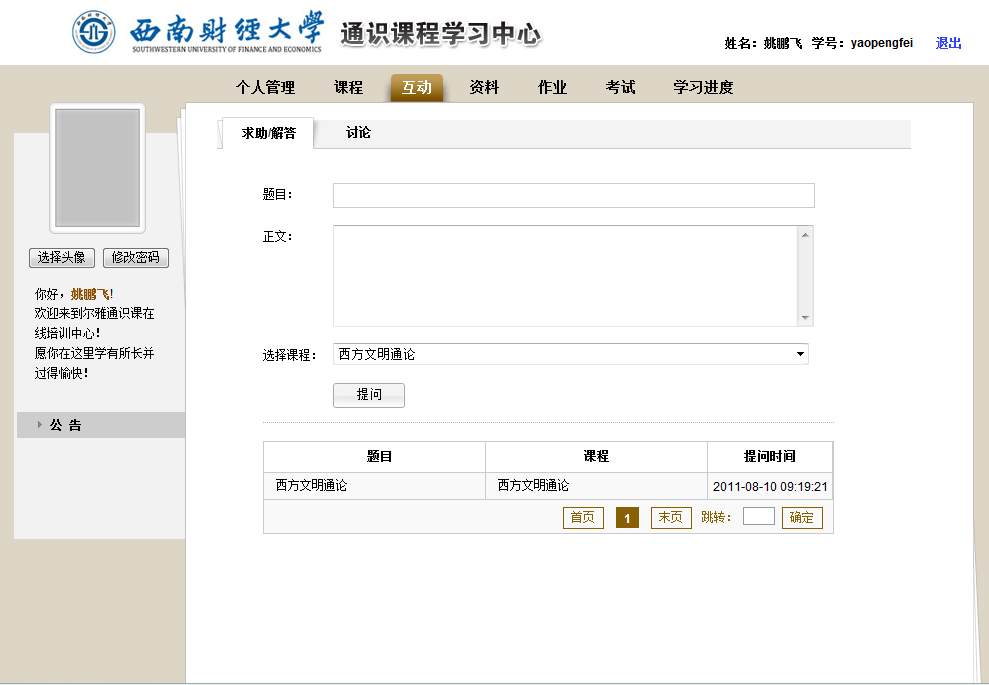 西南财经大学
SOUTHWESTERN UNIVERSITY OF FINANCE AND ECONOMICS
通识课程学习中心
姓名：姚鹏飞 学号：yaopengfei 退出
个人管理 课程 互动 资料 作业 考试 学习进度
求助/解答 讨论
题目：
正文：
选择头像 修改密码
你好，姚鹏飞！
欢迎来到尔雅通识课在
线培训中心！
愿你在这里学有所长并
过得愉快！
选择课程： 西方文明通论
提问
公 告
题目 课程 提问时间
西方文明通论 西方文明通论 2011-08-10 09:19:21
首页 1 末页 跳转： 确定